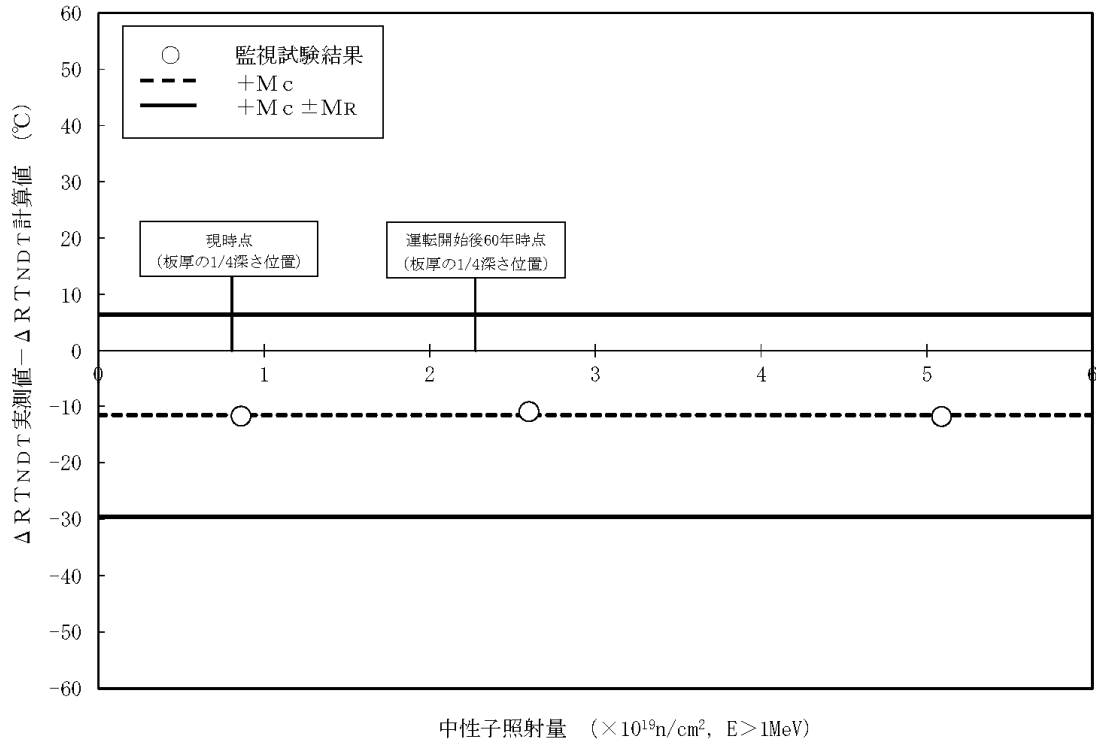 60
50
40
30
20
10
0
-10
-20
-30
-40
-50
-60
ΔRTNDT実測値－ΔRTNDT計算値 (℃)
監視試験結果
＋Mc
＋Mc±MR
現時点
(板厚の1/4深さ位置)
運転開始後60年時点
(板厚の1/4深さ位置)
0 1 2 3 4 5 6
中性子照射量 (×10¹⁹n/cm², E＞1MeV)